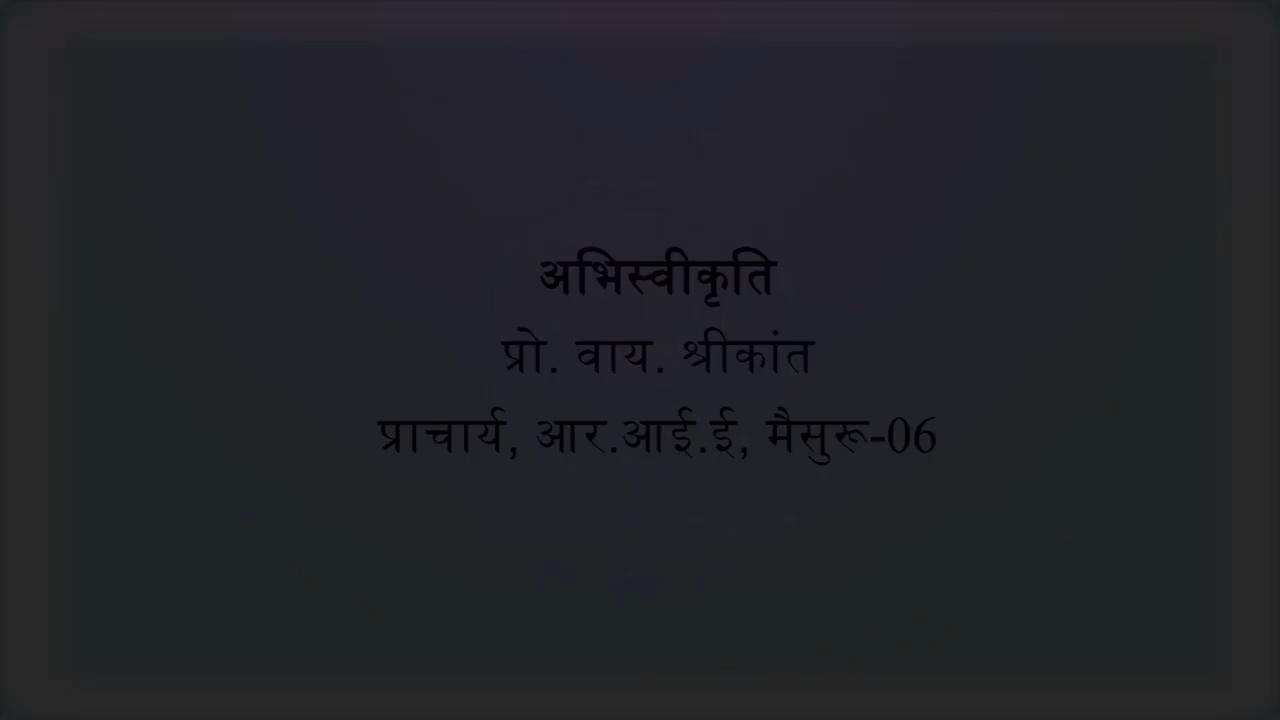 अभिस्वीकृति
प्रो. वाय. श्रीकांत
प्राचार्य, आर.आई.ई, मैसुरू-06